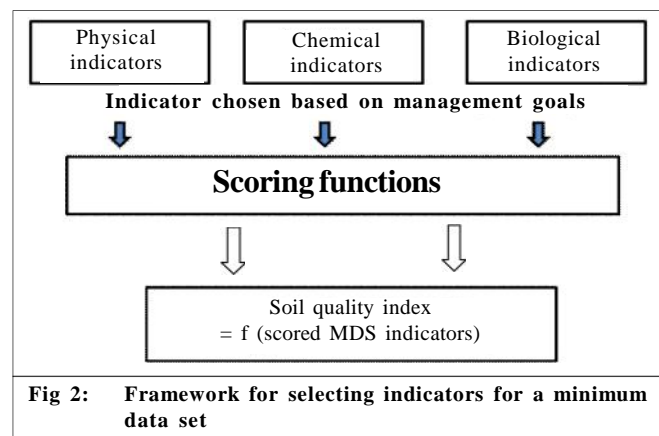 Physical
indicators
Chemical
indicators
Biological
indicators
Indicator chosen based on management goals
Scoring functions
Soil quality index
= f (scored MDS indicators)
Fig 2: Framework for selecting indicators for a minimum
data set